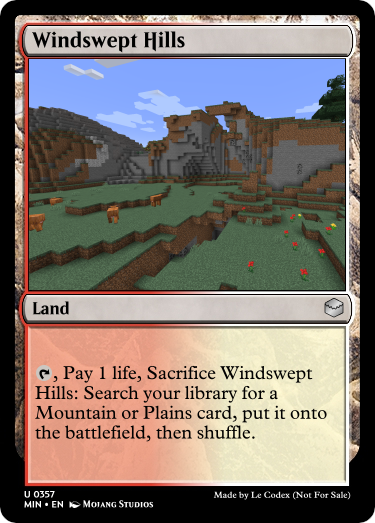 Windswept Hills
Land
, Pay 1 life, Sacrifice Windswept
Hills: Search your library for a
Mountain or Plains card, put it onto
the battlefield, then shuffle.
U 0357
MIN • EN Mojang Studios
Made by Le Codex (Not For Sale)